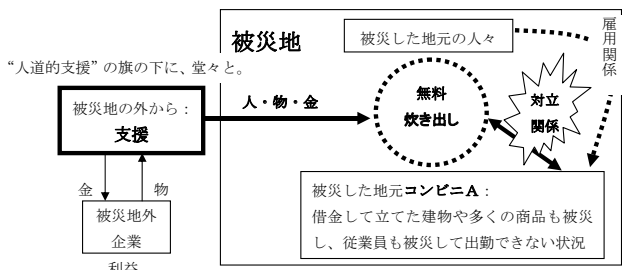 被災地
被災した地元の人々
雇用関係
“人道的支援”の旗の下に、堂々と。
被災地の外から：
支援
人・物・金
無料
炊き出し
対立
関係
金
物
被災地外
企業
利益
被災した地元コンビニA：
借金して立てた建物や多くの商品も被災
し、従業員も被災して出勤できない状況